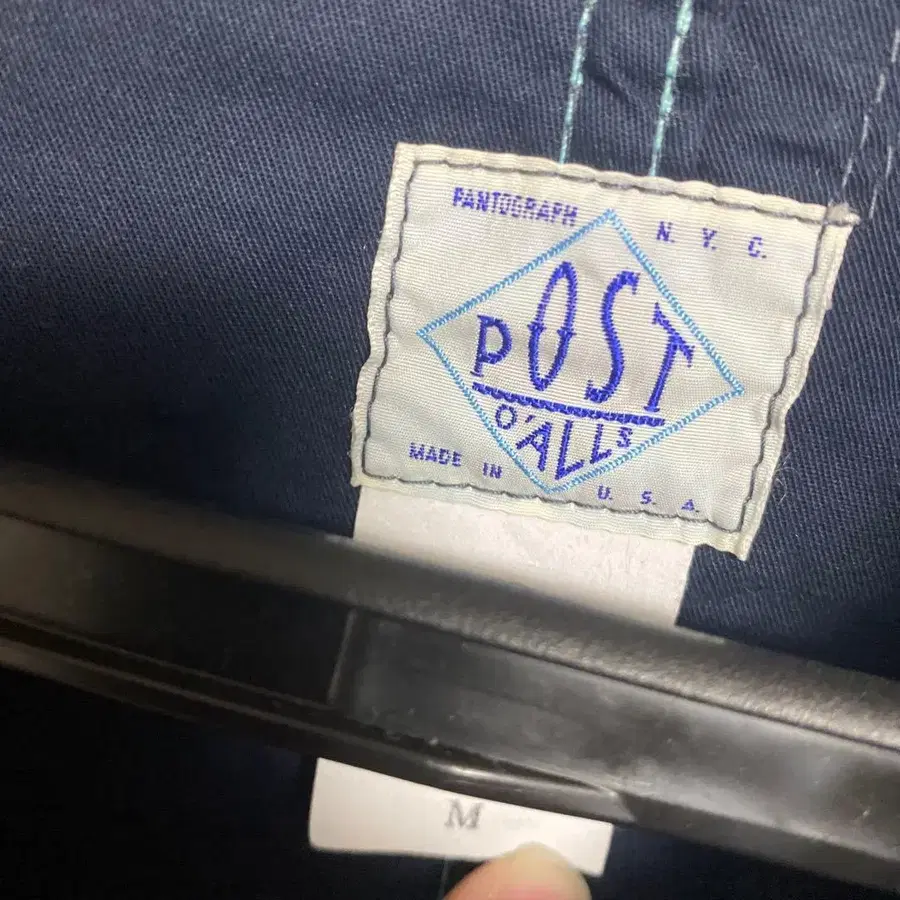 PANTOGRAPH N. Y. C.
POST
O'ALLS
MADE IN U. S. A.
M